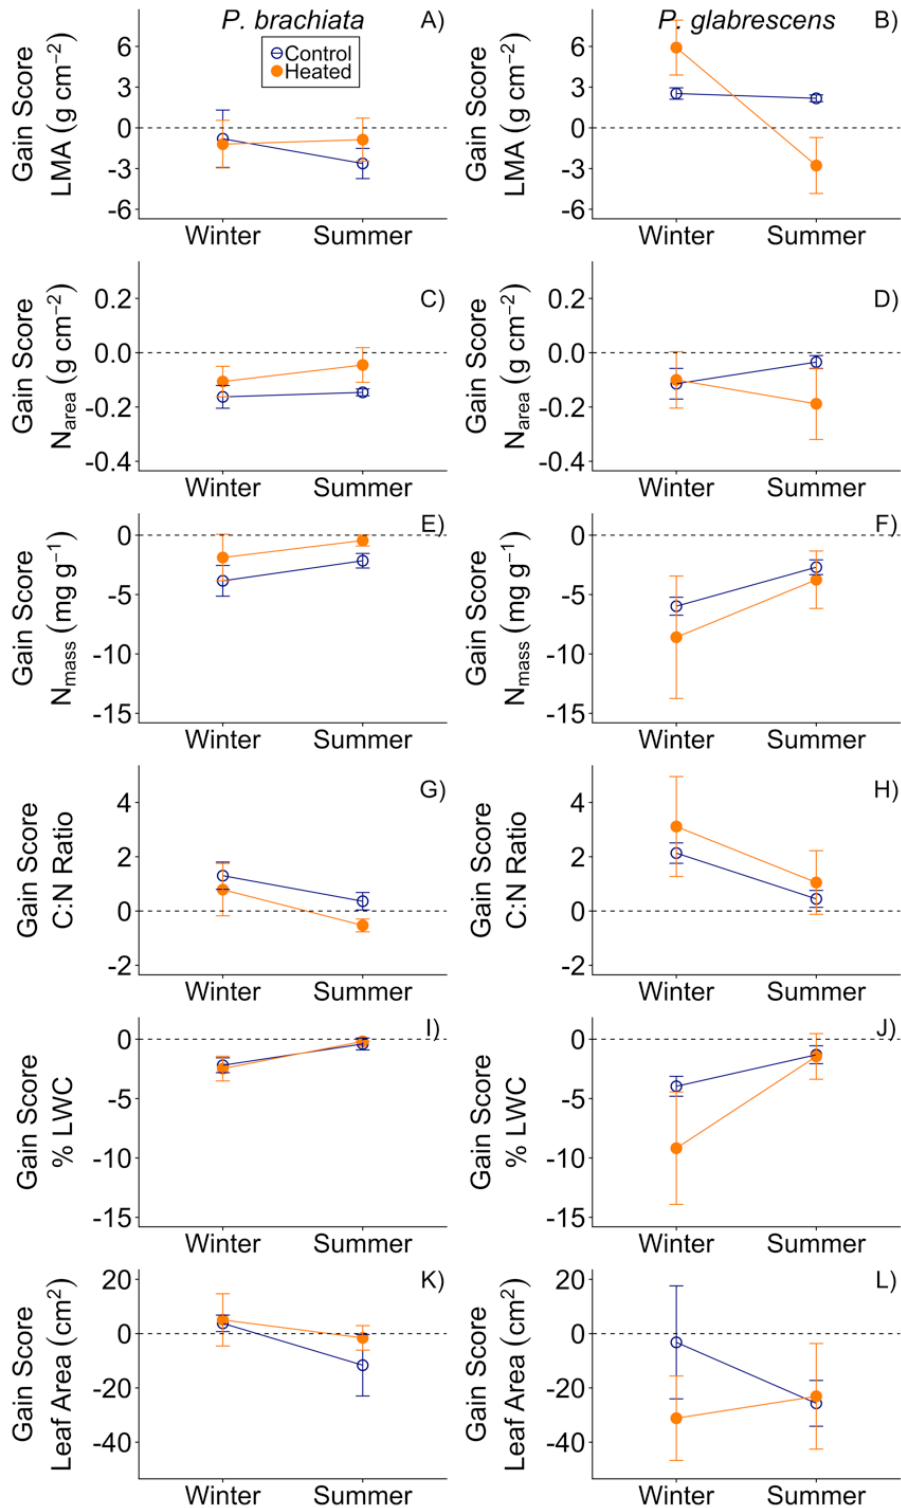 P. brachiata
A)
Control
Heated
Gain Score
LMA (g cm−2)
6
3
0
-3
-6
Winter
Summer
P. glabrescens
B)
Gain Score
LMA (g cm−2)
6
3
0
-3
-6
Winter
Summer
C)
Gain Score
Narea (g cm−2)
0.2
0.0
-0.2
-0.4
Winter
Summer
D)
Gain Score
Narea (g cm−2)
0.2
0.0
-0.2
-0.4
Winter
Summer
E)
Gain Score
Nmass (mg g−1)
0
-5
-10
-15
Winter
Summer
F)
Gain Score
Nmass (mg g−1)
0
-5
-10
-15
Winter
Summer
G)
Gain Score
C:N Ratio
4
2
0
-2
Winter
Summer
H)
Gain Score
C:N Ratio
4
2
0
-2
Winter
Summer
I)
Gain Score
% LWC
0
-5
-10
-15
Winter
Summer
J)
Gain Score
% LWC
0
-5
-10
-15
Winter
Summer
K)
Gain Score
Leaf Area (cm2)
20
0
-20
-40
Winter
Summer
L)
Gain Score
Leaf Area (cm2)
20
0
-20
-40
Winter
Summer